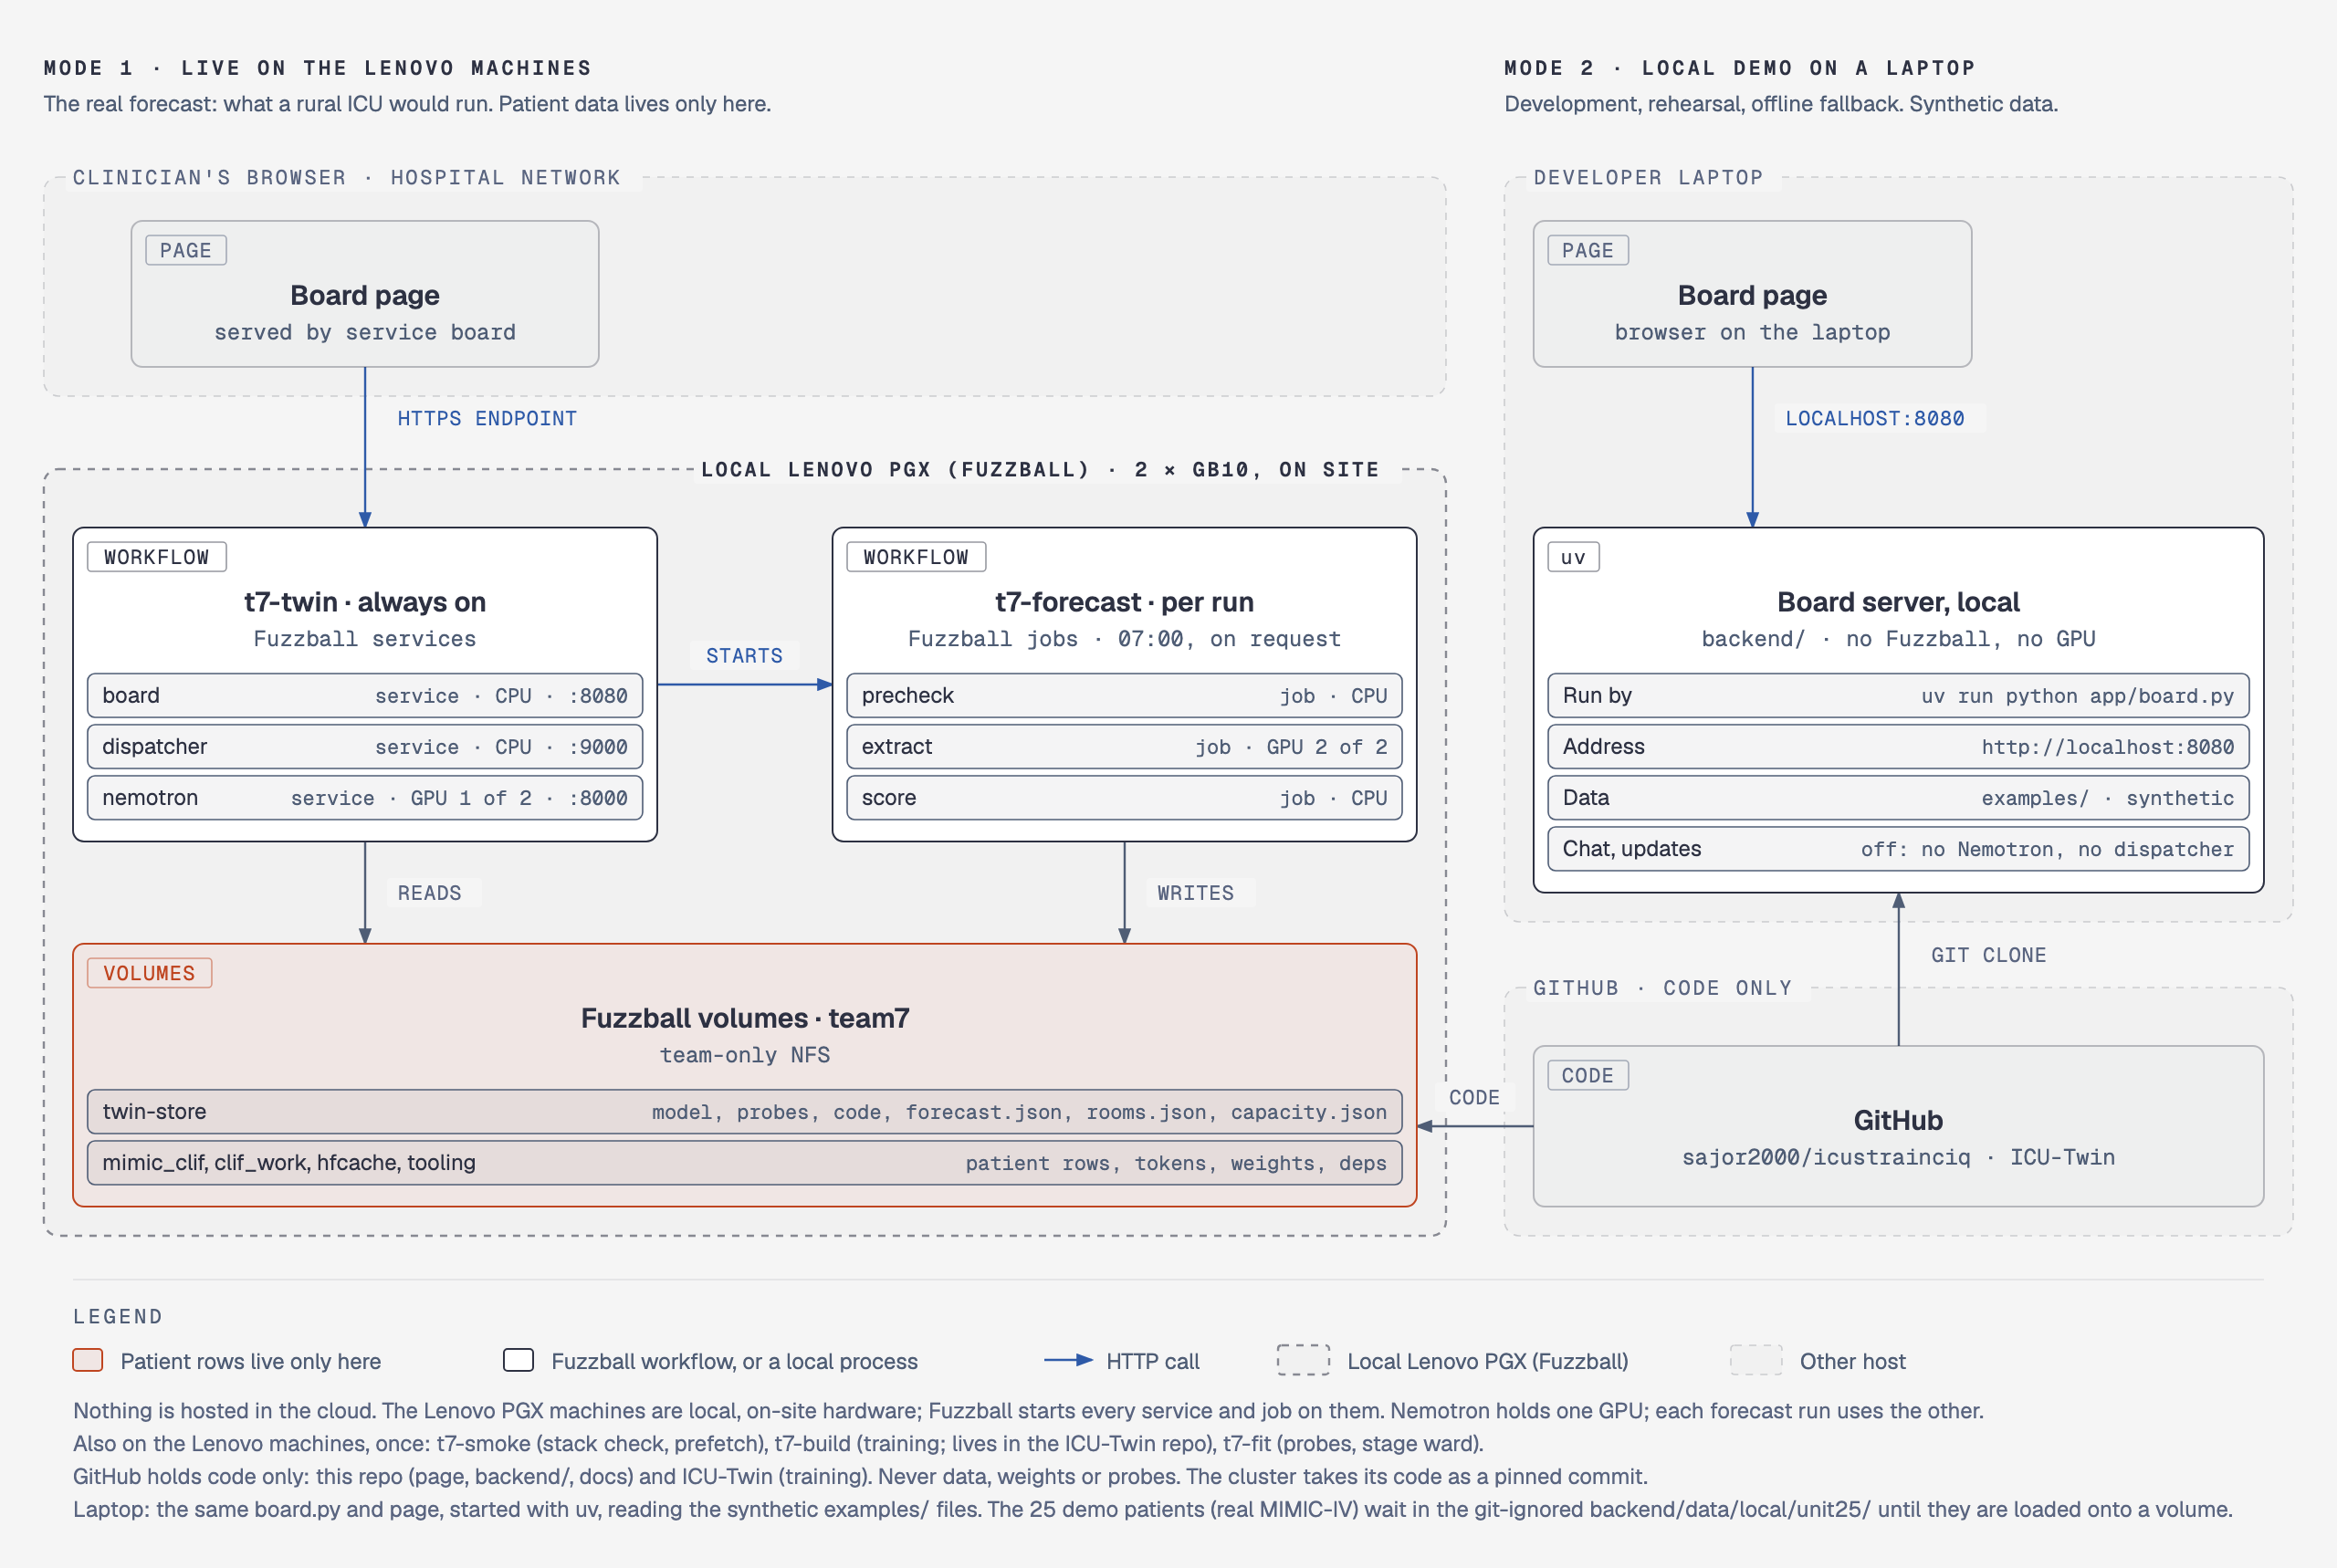 MODE 1 · LIVE ON THE LENOVO MACHINES
The real forecast: what a rural ICU would run. Patient data lives only here.
CLINICIAN'S BROWSER · HOSPITAL NETWORK
PAGE
Board page
served by service board
HTTPS ENDPOINT
LOCAL LENOVO PGX (FUZZBALL) · 2 × GB10, ON SITE
WORKFLOW
t7-twin · always on
Fuzzball services
board service · CPU · :8080
dispatcher service · CPU · :9000
nemotron service · GPU 1 of 2 · :8000
STARTS
WORKFLOW
t7-forecast · per run
Fuzzball jobs · 07:00, on request
precheck job · CPU
extract job · GPU 2 of 2
score job · CPU
READS
WRITES
VOLUMES
Fuzzball volumes · team7
team-only NFS
twin-store model, probes, code, forecast.json, rooms.json, capacity.json
mimic_clif, clif_work, hfcache, tooling patient rows, tokens, weights, deps
MODE 2 · LOCAL DEMO ON A LAPTOP
Development, rehearsal, offline fallback. Synthetic data.
DEVELOPER LAPTOP
PAGE
Board page
browser on the laptop
LOCALHOST:8080
uv
Board server, local
backend/ · no Fuzzball, no GPU
Run by uv run python app/board.py
Address http://localhost:8080
Data examples/ · synthetic
Chat, updates off: no Nemotron, no dispatcher
GIT CLONE
GITHUB · CODE ONLY
CODE
CODE
GitHub
sajor2000/icustrainciq · ICU-Twin
LEGEND
Patient rows live only here
Fuzzball workflow, or a local process
HTTP call
Local Lenovo PGX (Fuzzball)
Other host
Nothing is hosted in the cloud. The Lenovo PGX machines are local, on-site hardware; Fuzzball starts every service and job on them. Nemotron holds one GPU; each forecast run uses the other.
Also on the Lenovo machines, once: t7-smoke (stack check, prefetch), t7-build (training; lives in the ICU-Twin repo), t7-fit (probes, stage ward).
GitHub holds code only: this repo (page, backend/, docs) and ICU-Twin (training). Never data, weights or probes. The cluster takes its code as a pinned commit.
Laptop: the same board.py and page, started with uv, reading the synthetic examples/ files. The 25 demo patients (real MIMIC-IV) wait in the git-ignored backend/data/local/unit25/ until they are loaded onto a volume.